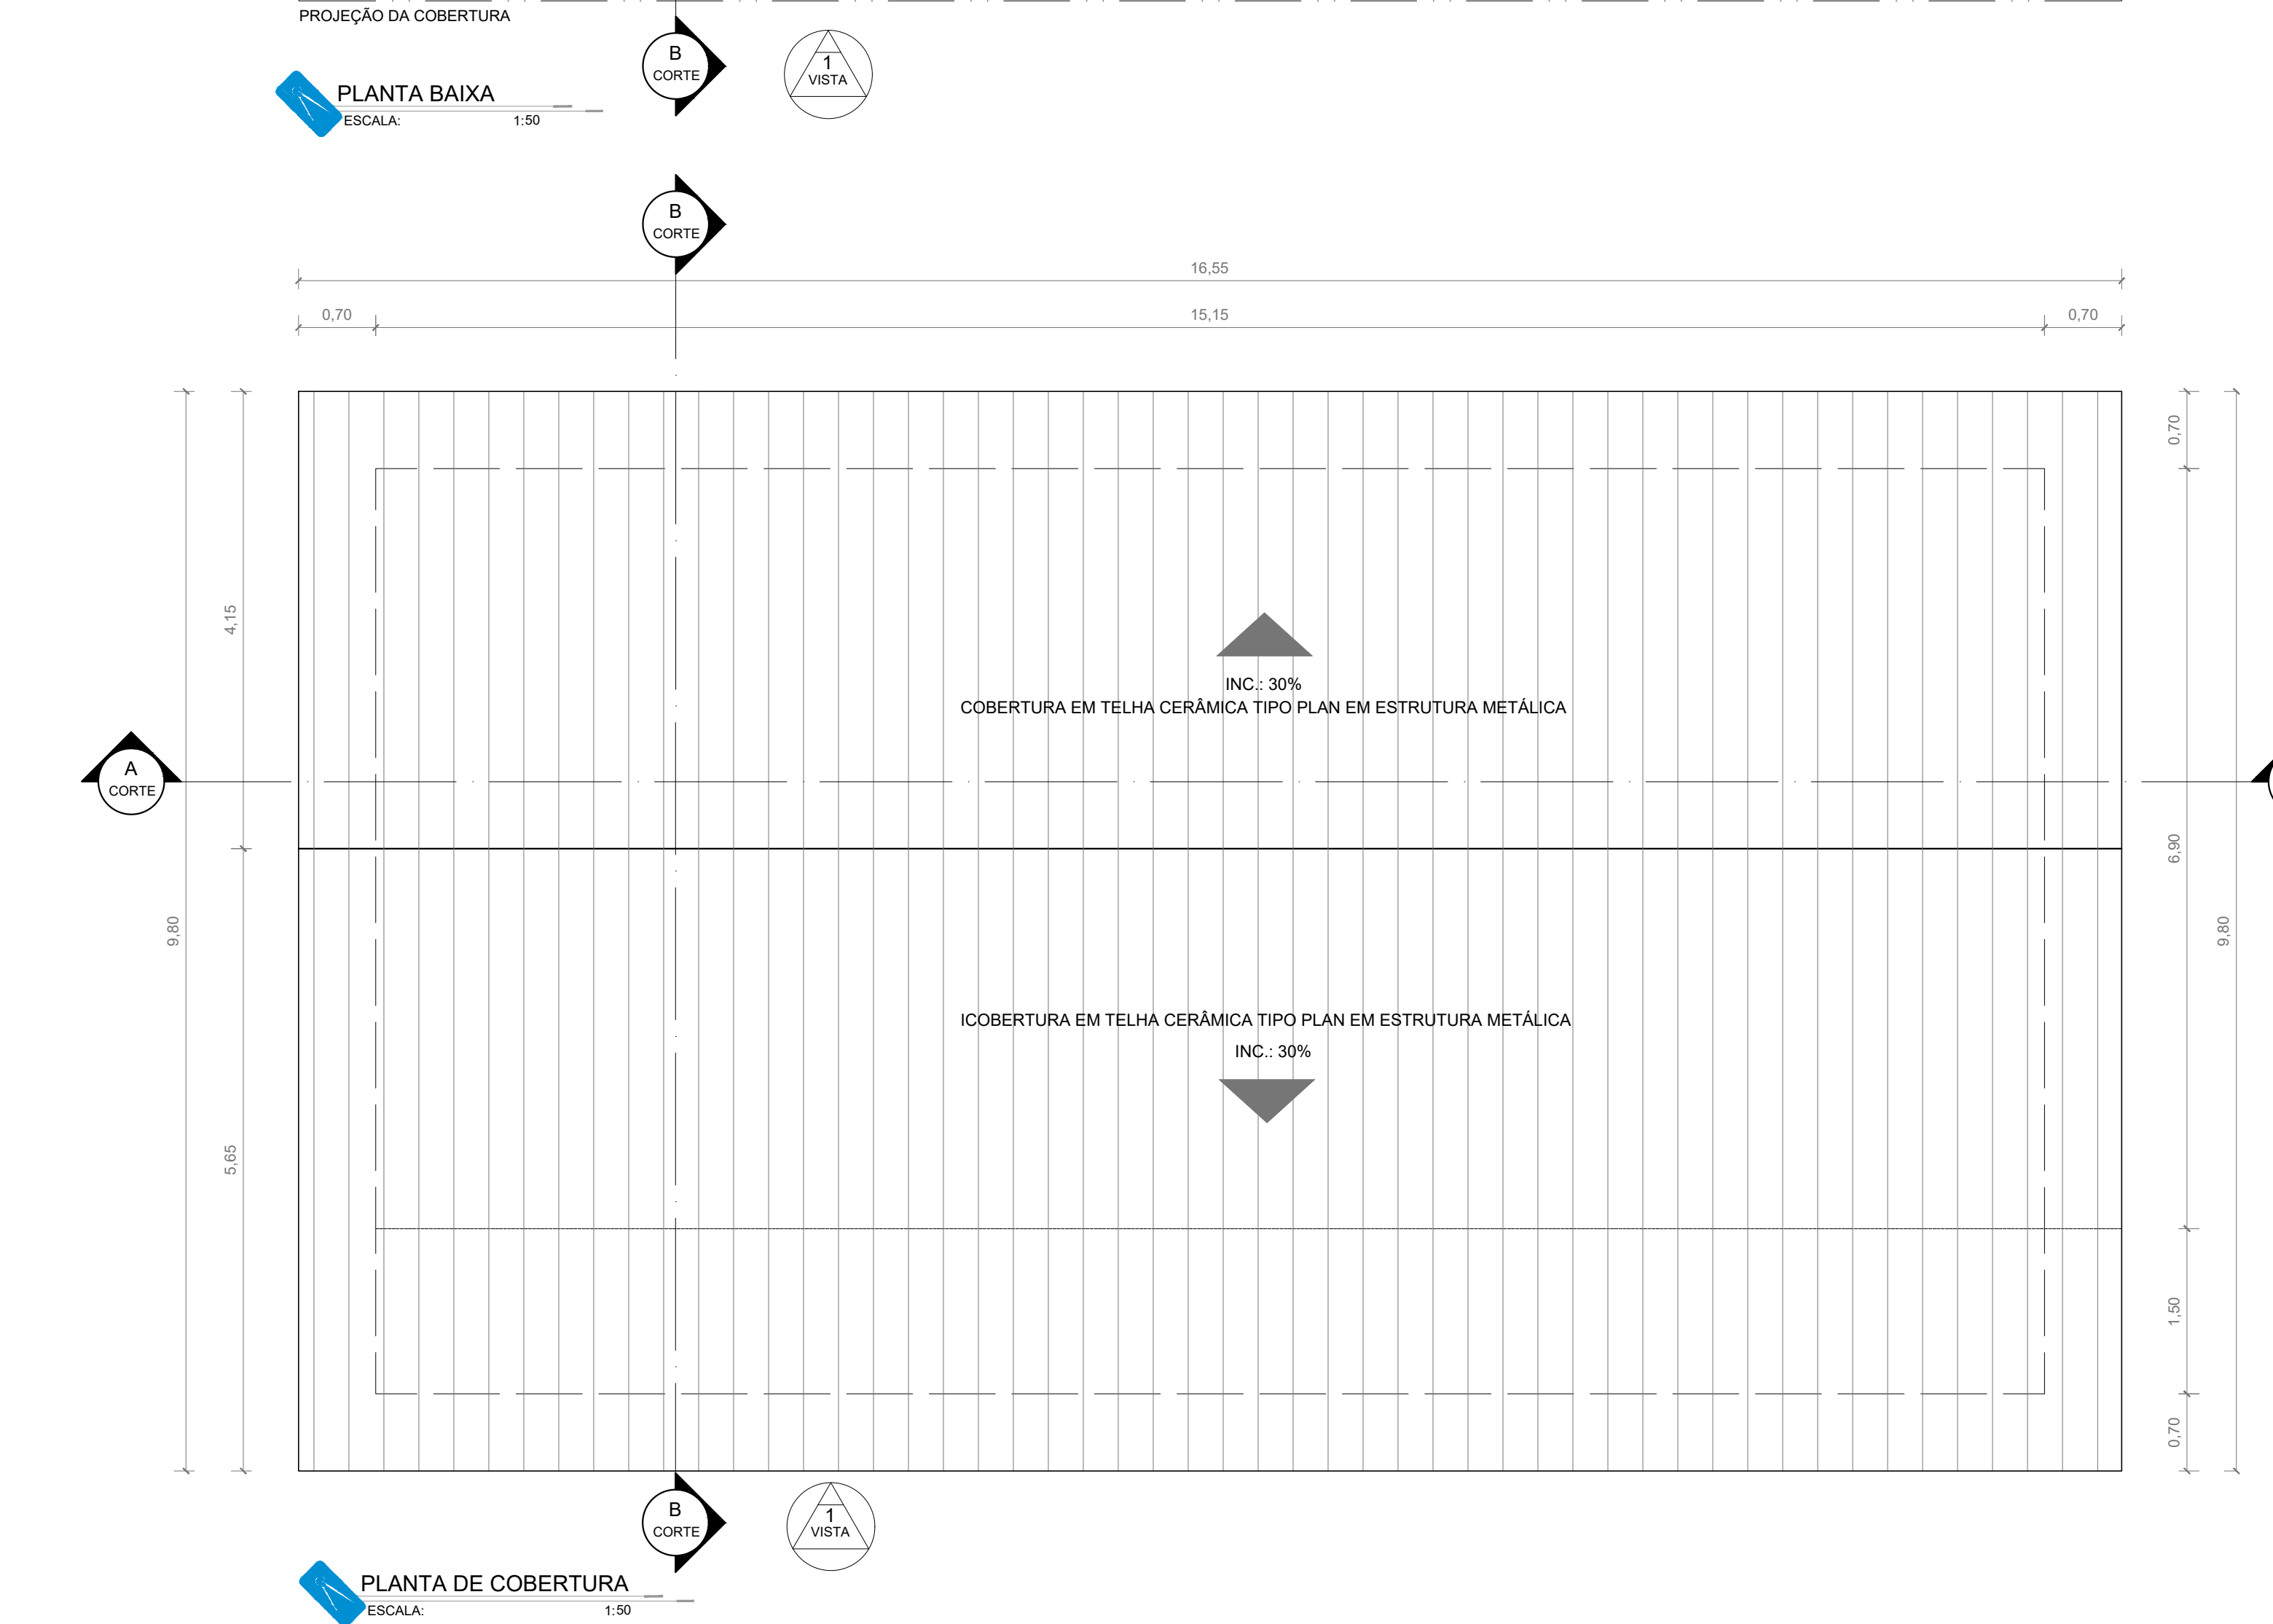 PROJEÇÃO DA COBERTURA
B
CORTE
1
VISTA
PLANTA BAIXA
ESCALA: 1:50
B
CORTE
16,55
0,70 15,15 0,70
0,70
4,15
INC.: 30%
COBERTURA EM TELHA CERÂMICA TIPO PLAN EM ESTRUTURA METÁLICA
A
CORTE
6,90
9,80
9,80
ICOBERTURA EM TELHA CERÂMICA TIPO PLAN EM ESTRUTURA METÁLICA
INC.: 30%
5,65
1,50
0,70
B
CORTE
1
VISTA
PLANTA DE COBERTURA
ESCALA: 1:50